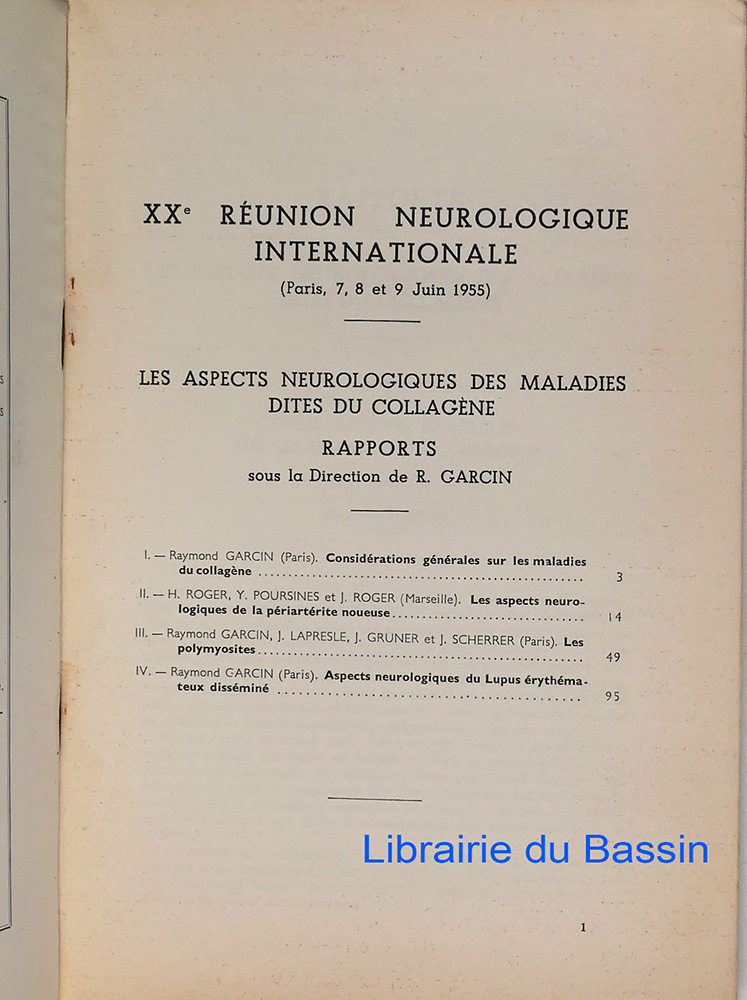 XXe RÉUNION NEUROLOGIQUE
INTERNATIONALE
(Paris, 7, 8 et 9 Juin 1955)
LES ASPECTS NEUROLOGIQUES DES MALADIES
DITES DU COLLAGÈNE
RAPPORTS
sous la Direction de R. GARCIN
I. — Raymond GARCIN (Paris). Considérations générales sur les maladies
du collagène ........ 3
II. — H. ROGER, Y. POURSINES et J. ROGER (Marseille). Les aspects neuro-
logiques de la périartérite noueuse........ 14
III. — Raymond GARCIN, J. LAPRESLE, J. GRUNER et J. SCHERRER (Paris). Les
polymyosites........ 49
IV. — Raymond GARCIN (Paris). Aspects neurologiques du Lupus érythéma-
teux disséminé ........ 95
Librairie du Bassin
1